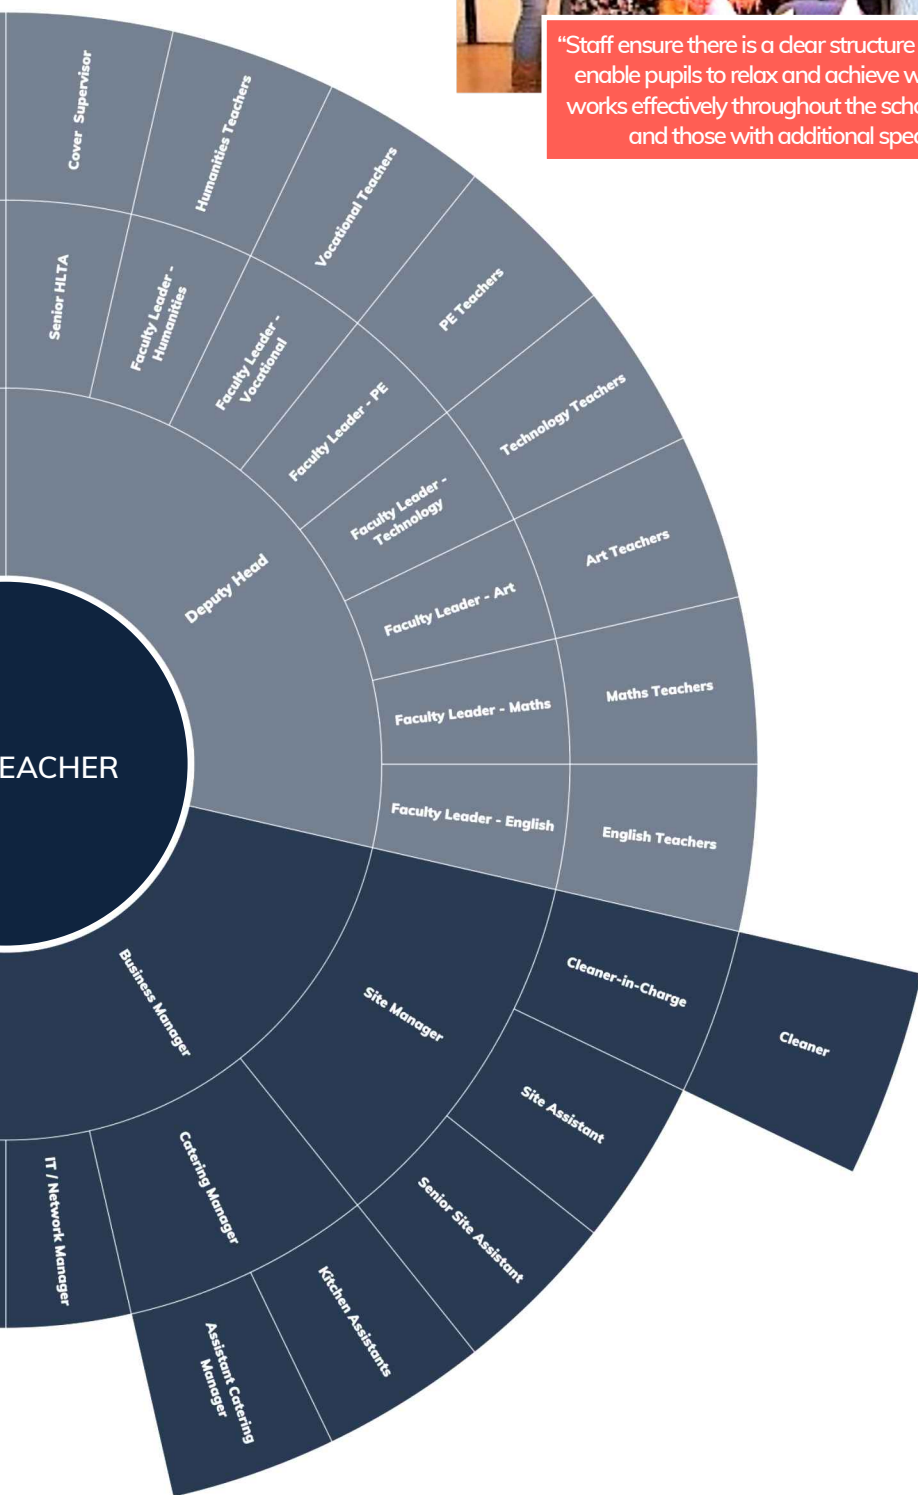 “Staff ensure there is a clear structure
enable pupils to relax and achieve w
works effectively throughout the scho
and those with additional spec
Cover Supervisor
Humanities Teachers
Vocational Teachers
PE Teachers
Technology Teachers
Art Teachers
Maths Teachers
English Teachers
Senior HLTA
Faculty Leader -
Humanities
Faculty Leader -
Vocational
Faculty Leader - PE
Faculty Leader -
Technology
Faculty Leader - Art
Faculty Leader - Maths
Faculty Leader - English
Deputy Head
EACHER
Business Manager
Site Manager
Cleaner-in-Charge
Cleaner
Site Assistant
Senior Site Assistant
Catering Manager
Kitchen Assistants
Assistant Catering
Manager
IT / Network Manager